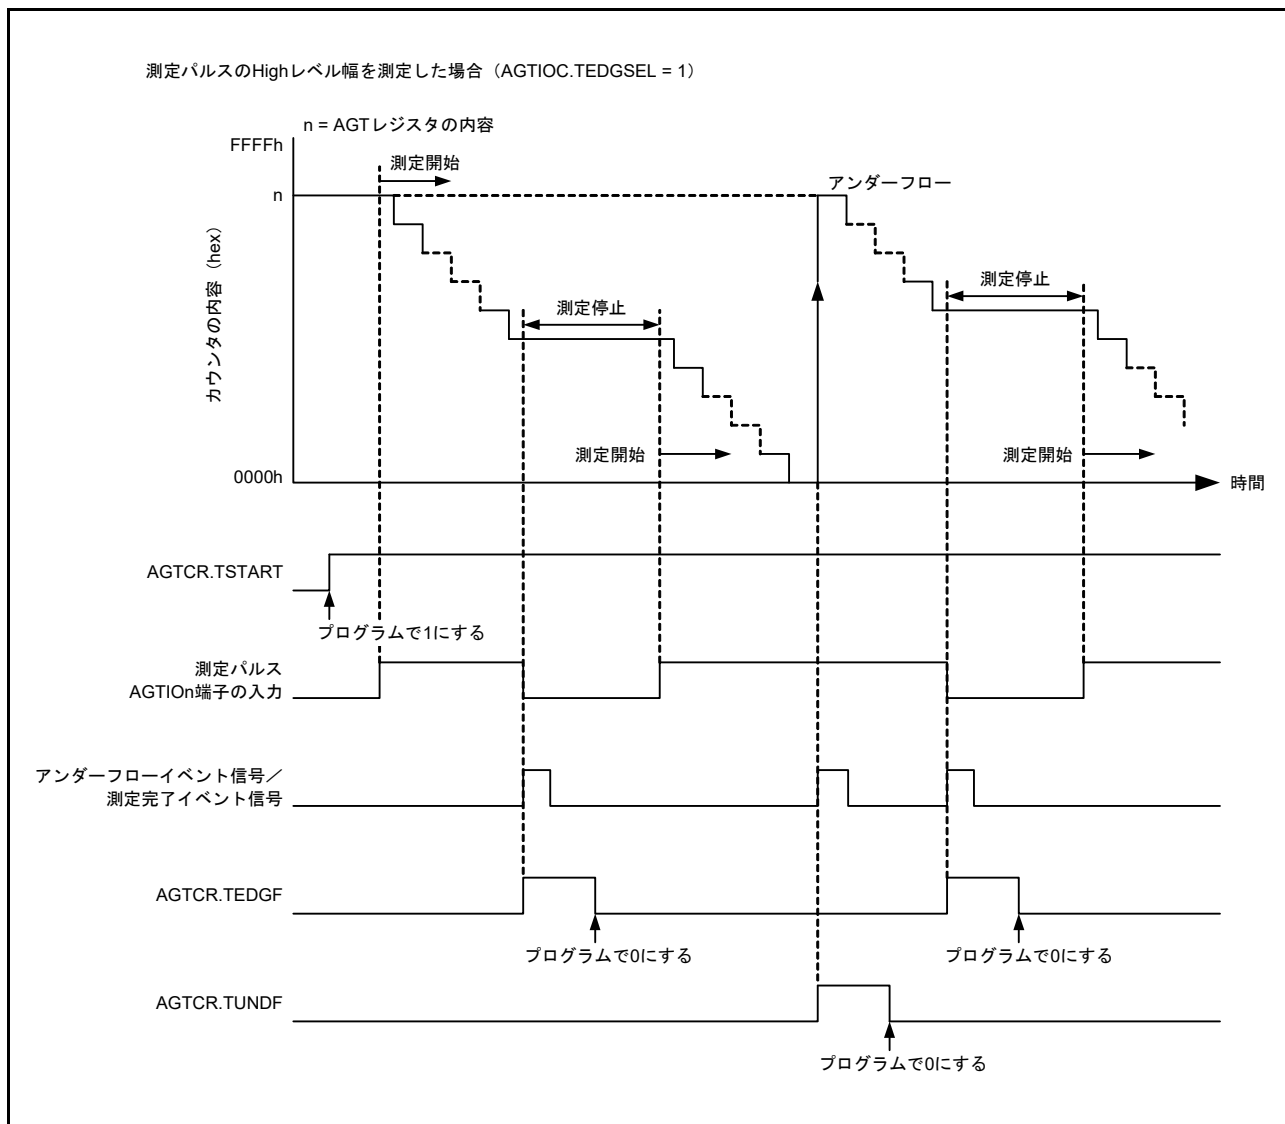 測定パルスのHighレベル幅を測定した場合（AGTIOC.TEDGSEL = 1）
n = AGTレジスタの内容
FFFFh
測定開始
n
アンダーフロー
カウンタの内容（hex）
測定停止
測定停止
測定開始
測定開始
0000h
時間
AGTCR.TSTART
プログラムで1にする
測定パルス
AGTIOn端子の入力
アンダーフローイベント信号／
測定完了イベント信号
AGTCR.TEDGF
プログラムで0にする
プログラムで0にする
AGTCR.TUNDF
プログラムで0にする